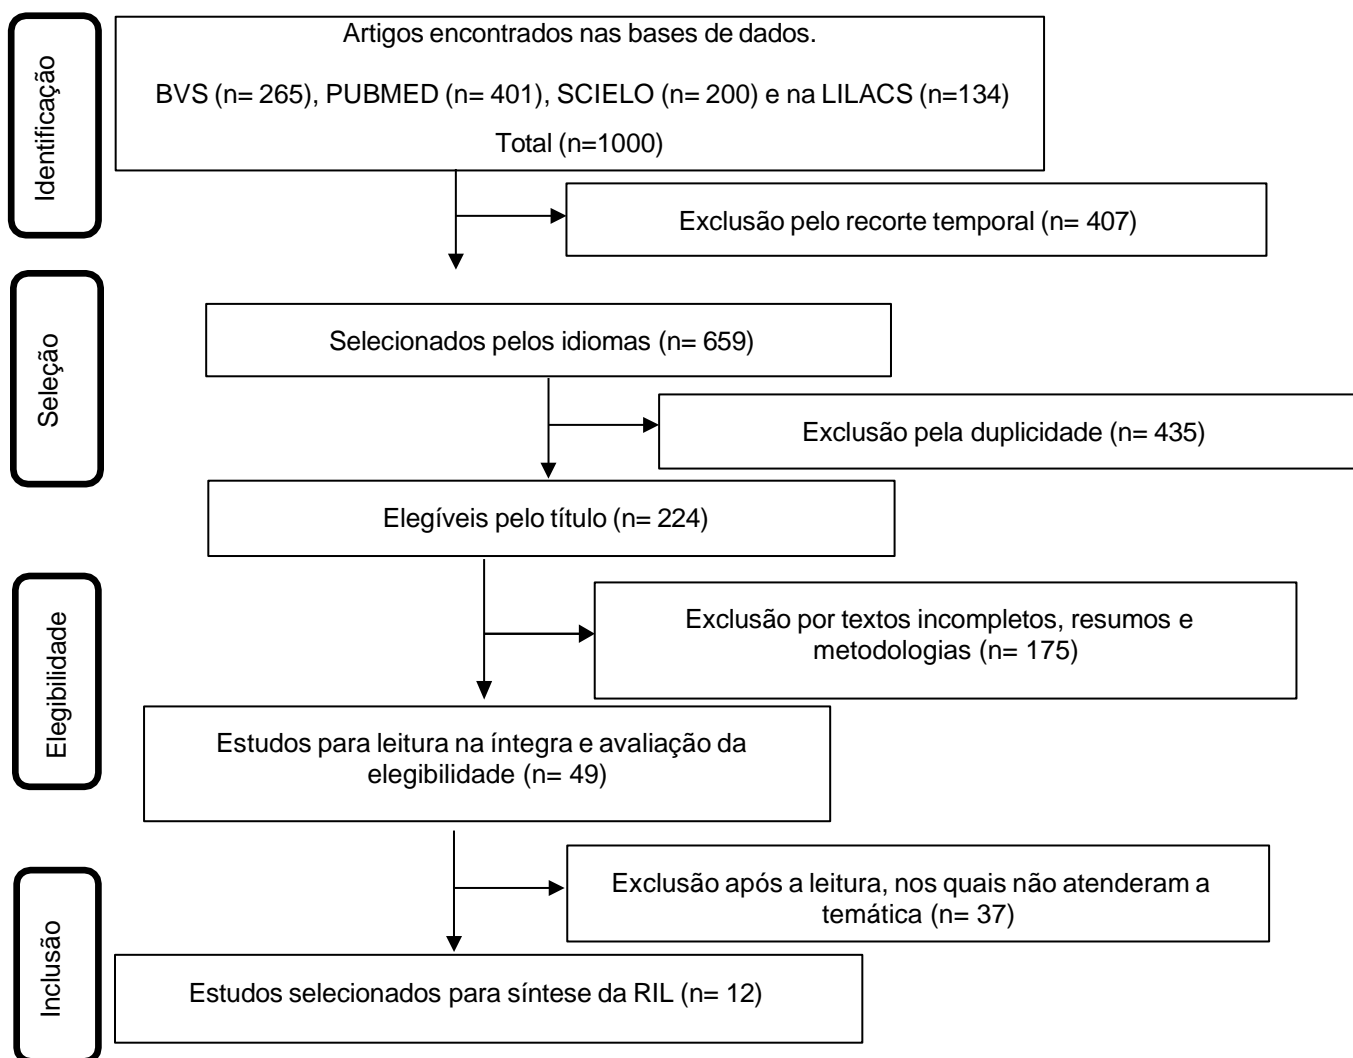 Identificação
Artigos encontrados nas bases de dados.
BVS (n= 265), PUBMED (n= 401), SCIELO (n= 200) e na LILACS (n=134)
Total (n=1000)
Exclusão pelo recorte temporal (n= 407)
Seleção
Selecionados pelos idiomas (n= 659)
Exclusão pela duplicidade (n= 435)
Elegíveis pelo título (n= 224)
Elegibilidade
Exclusão por textos incompletos, resumos e
metodologias (n= 175)
Estudos para leitura na íntegra e avaliação da
elegibilidade (n= 49)
Inclusão
Exclusão após a leitura, nos quais não atenderam a
temática (n= 37)
Estudos selecionados para síntese da RIL (n= 12)